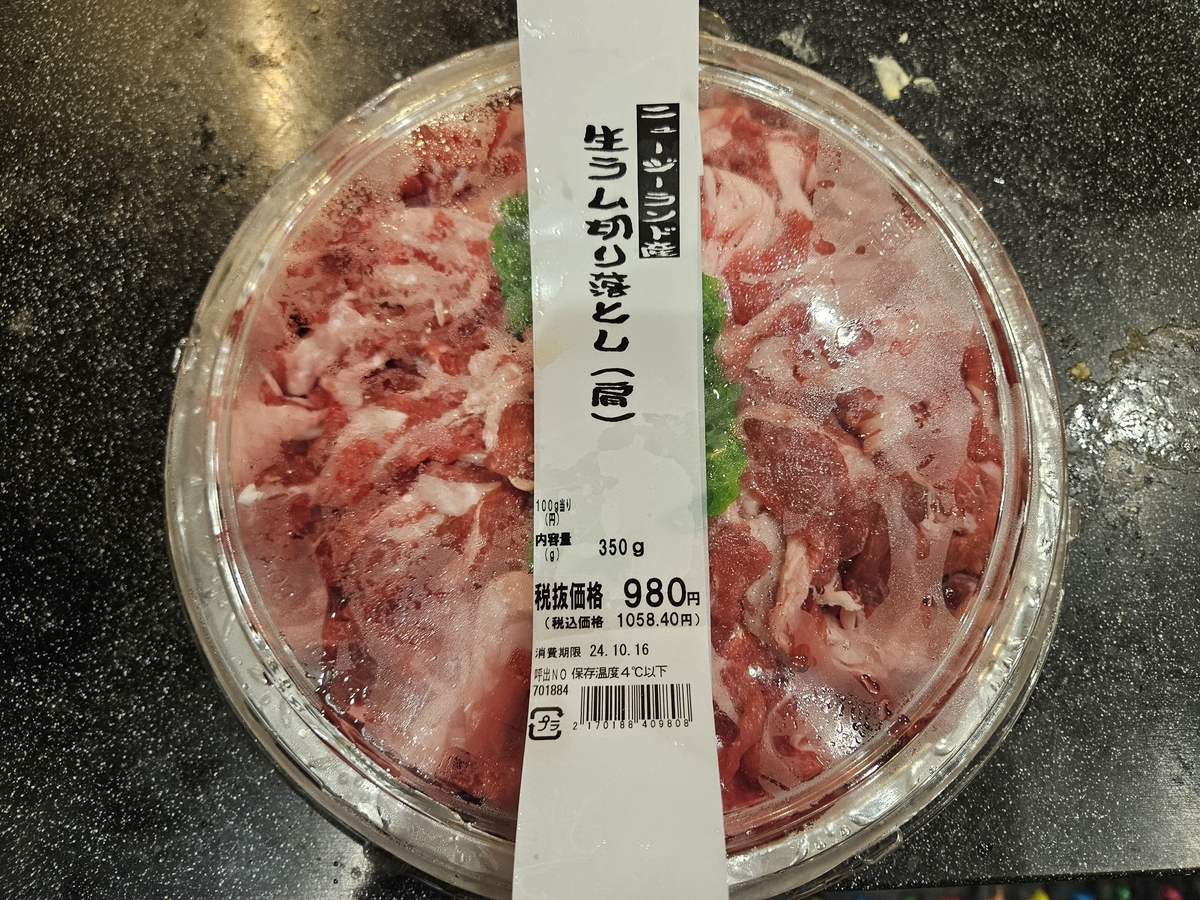 ニュージーランド産
生ラム切り落とし（肩）
100g当り
(円)
内容量
(g)
350g
税抜価格 980円
（税込価格 1058.40円）
消費期限 24.10.16
呼出NO 保存温度4℃以下
701884
プラ
2 170188 409808